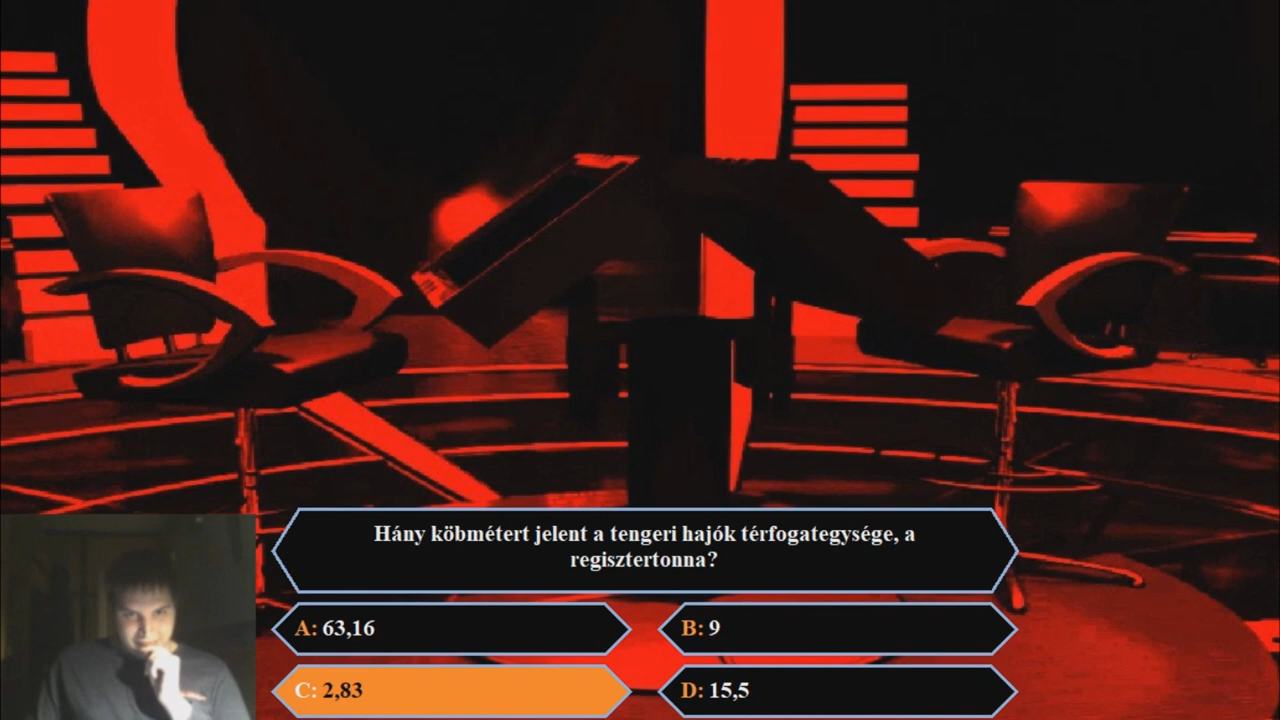 Hány köbmétert jelent a tengeri hajók térfogategysége, a
regisztertonna?
A: 63,16
B: 9
C: 2,83
D: 15,5